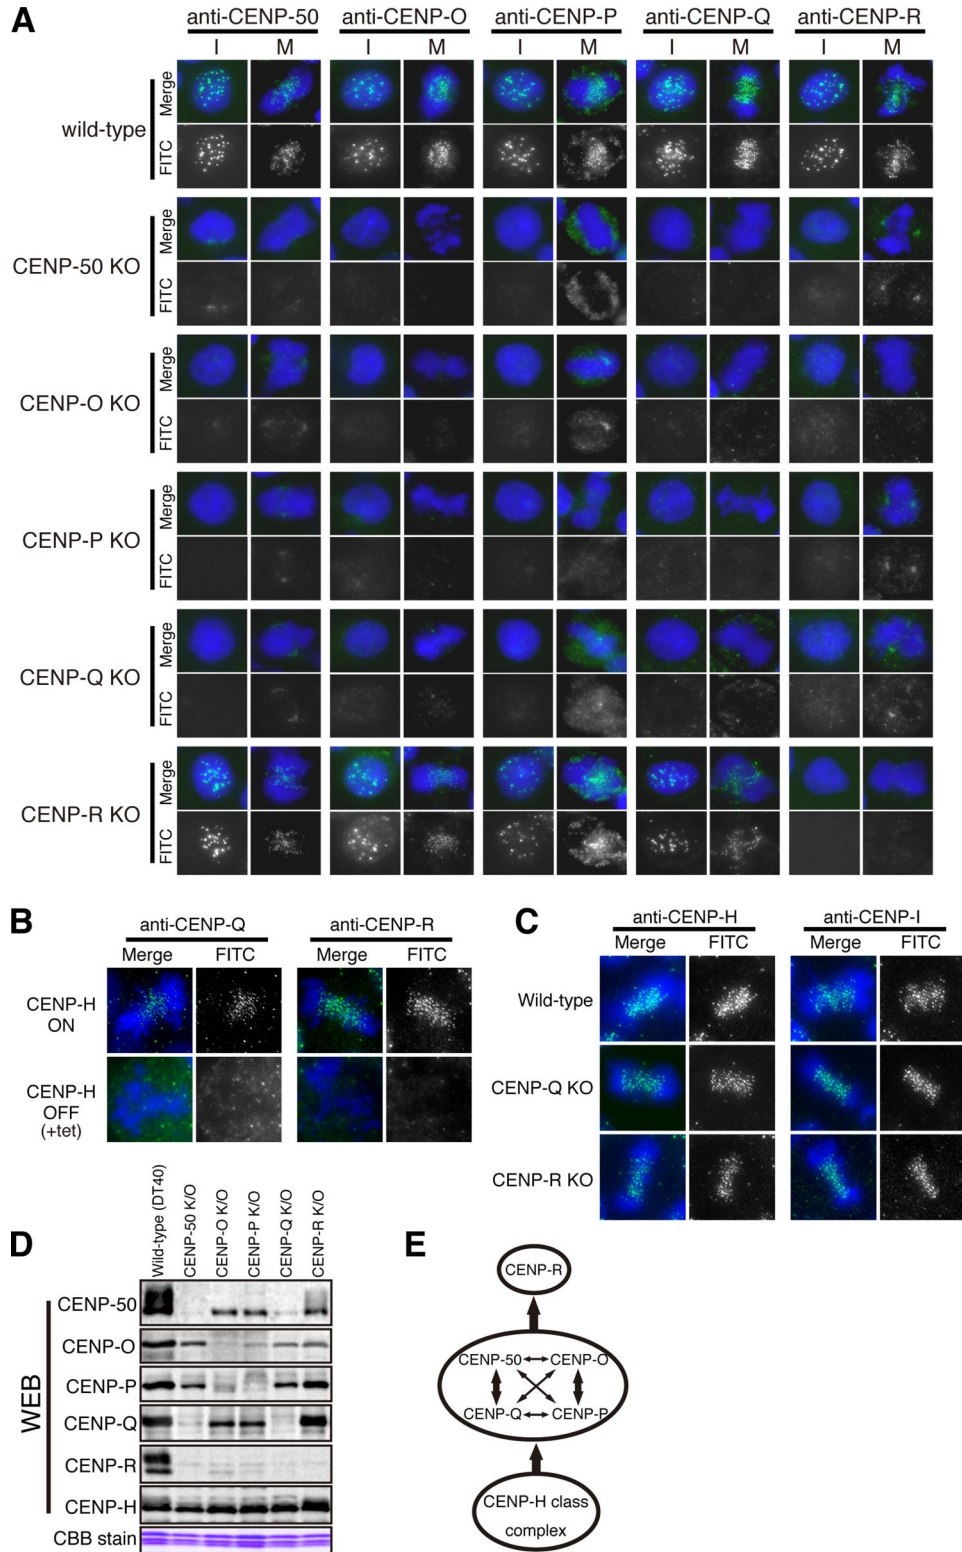 A
anti-CENP-50 anti-CENP-O anti-CENP-P anti-CENP-Q anti-CENP-R
I M I M I M I M I M
wild-type
Merge
FITC
CENP-50 KO
Merge
FITC
CENP-O KO
Merge
FITC
CENP-P KO
Merge
FITC
CENP-Q KO
Merge
FITC
CENP-R KO
Merge
FITC
B
anti-CENP-Q anti-CENP-R
Merge FITC Merge FITC
CENP-H
ON
CENP-H
OFF
(+tet)
C
anti-CENP-H anti-CENP-I
Merge FITC Merge FITC
Wild-type
CENP-Q KO
CENP-R KO
D
Wild-type (DT40)
CENP-50 K/O
CENP-O K/O
CENP-P K/O
CENP-Q K/O
CENP-R K/O
WEB
CENP-50
CENP-O
CENP-P
CENP-Q
CENP-R
CENP-H
CBB stain
E
CENP-R
CENP-50 CENP-O
CENP-Q CENP-P
CENP-H class
complex